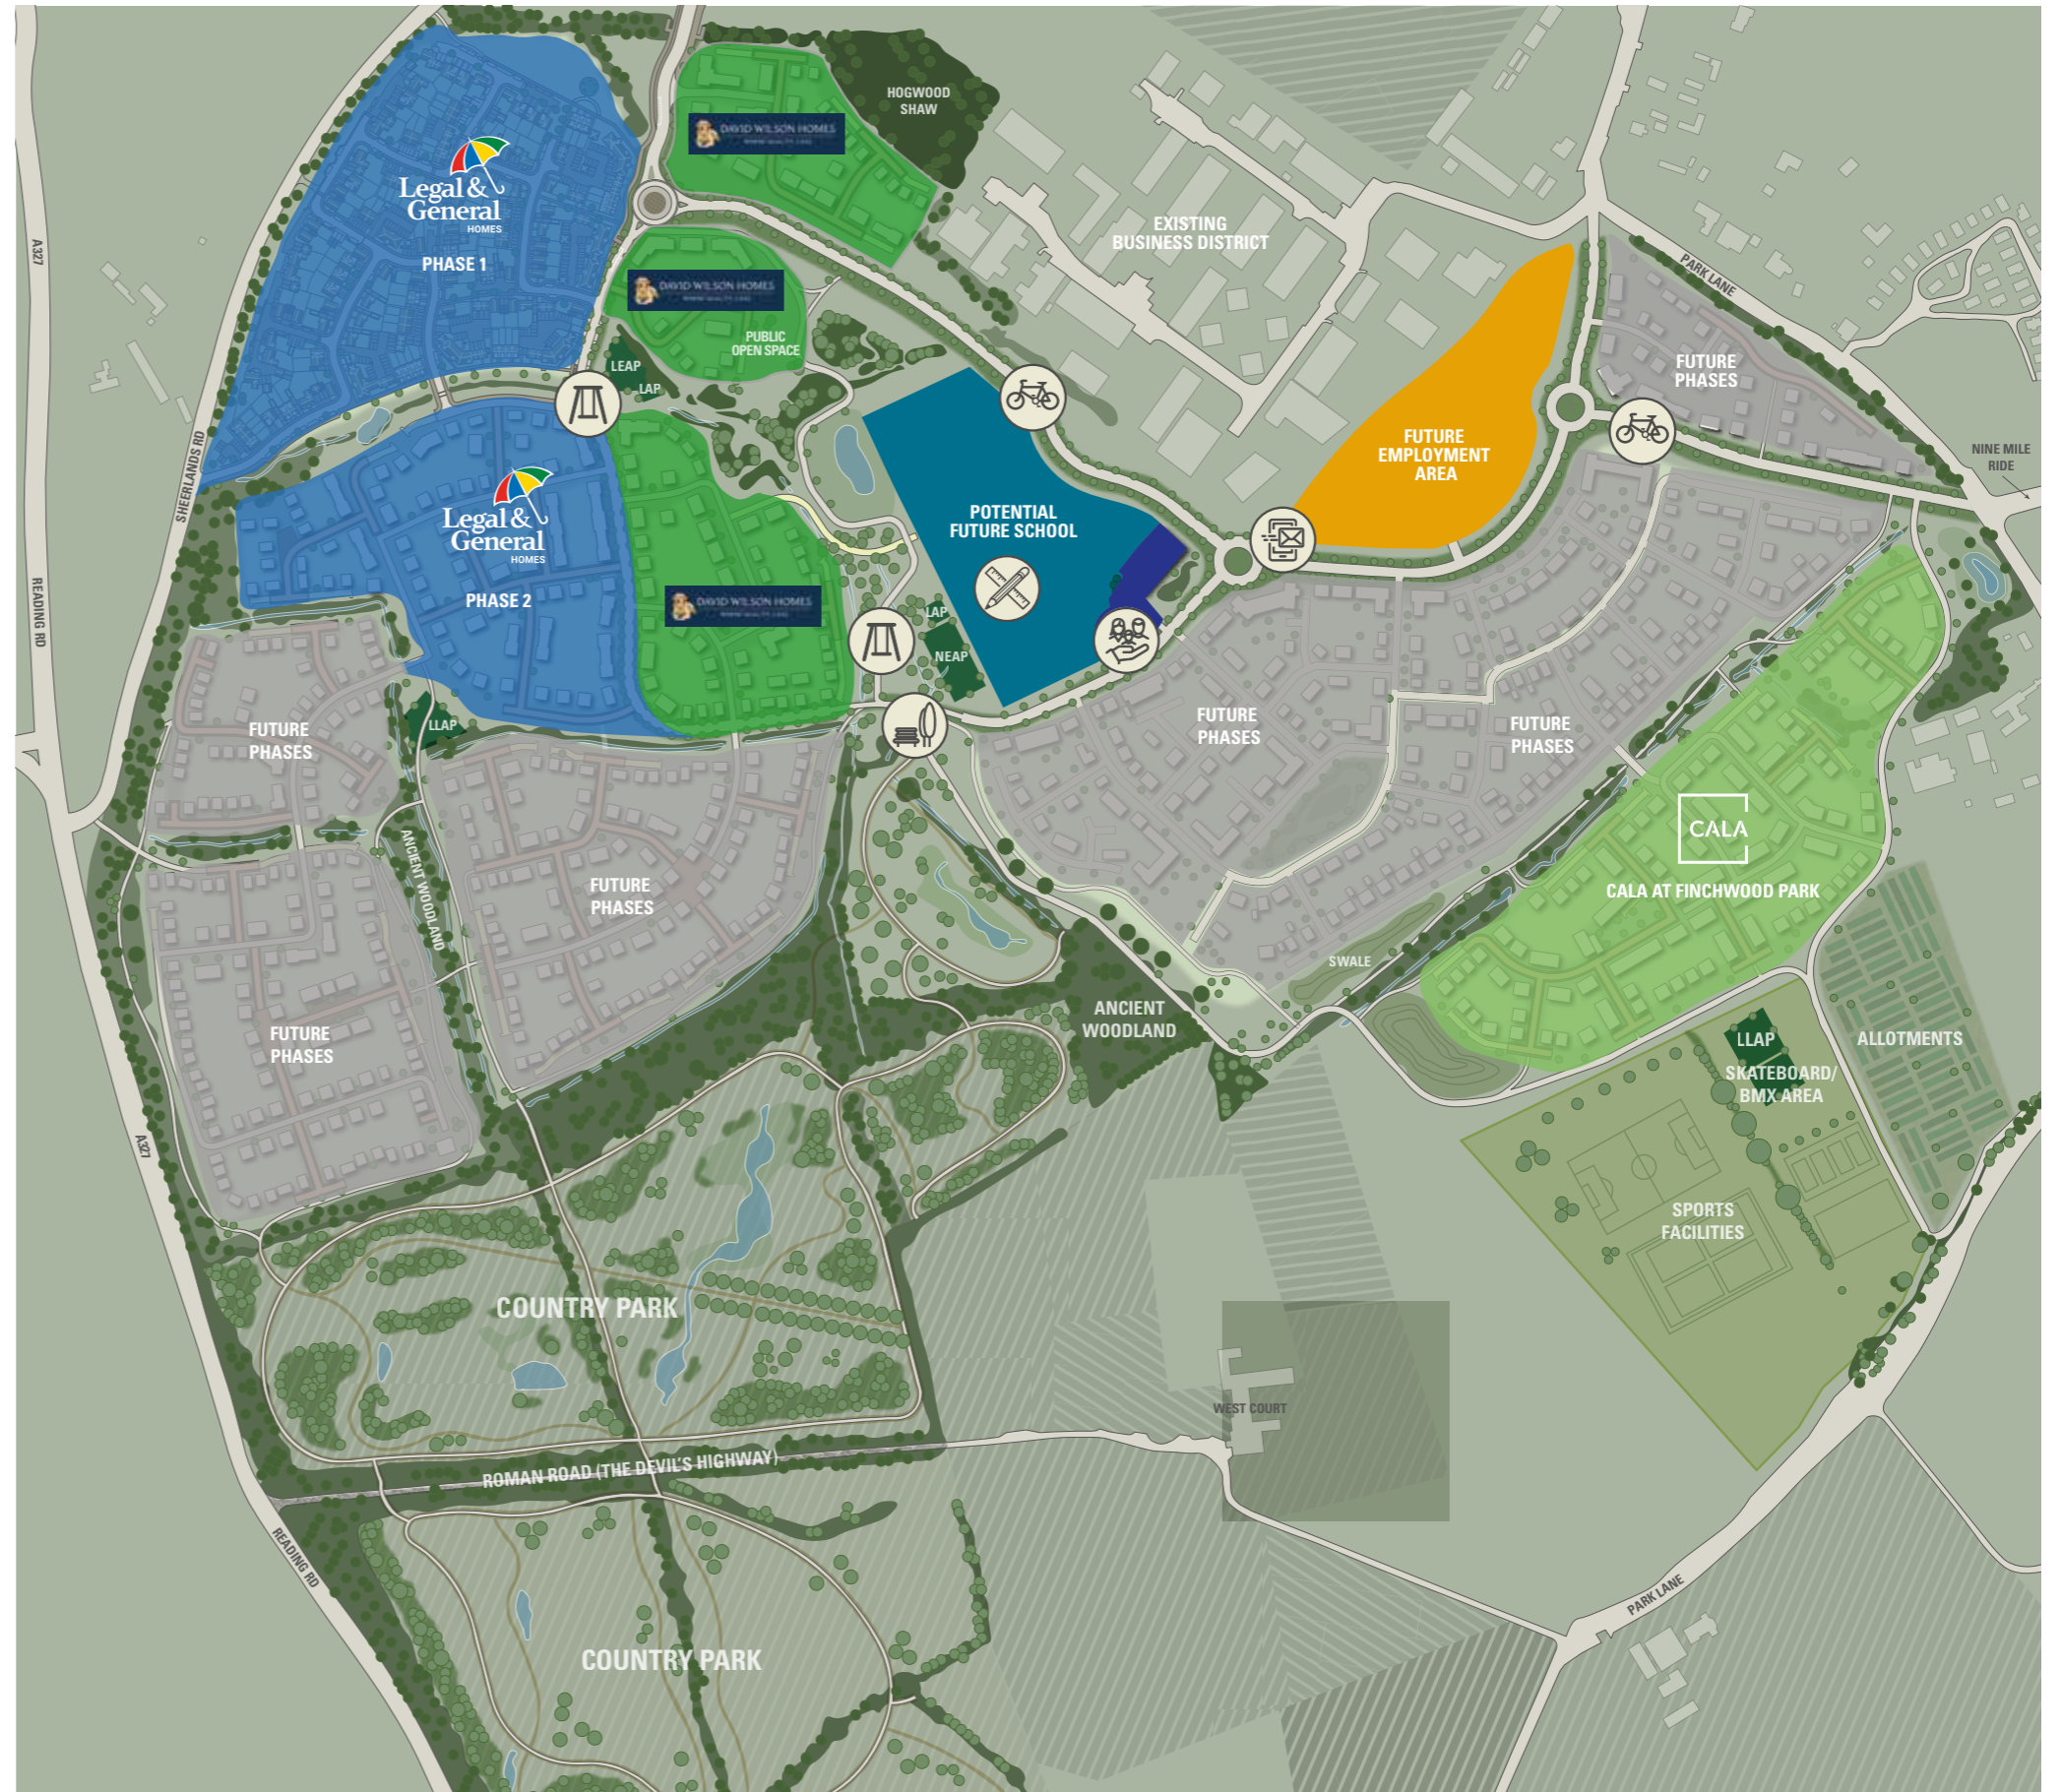 HOGWOOD
SHAW
DAVID WILSON HOMES
Legal &
General
HOMES
PHASE 1
EXISTING
BUSINESS DISTRICT
A327
PARK LANE
DAVID WILSON HOMES
PUBLIC
OPEN SPACE
LEAP
LAP
FUTURE
PHASES
FUTURE
EMPLOYMENT
AREA
NINE MILE
RIDE
SHEERLANDS RD
Legal &
General
HOMES
PHASE 2
POTENTIAL
FUTURE SCHOOL
READING RD
DAVID WILSON HOMES
LAP
NEAP
LLAP
FUTURE
PHASES
FUTURE
PHASES
FUTURE
PHASES
CALA
CALA AT FINCHWOOD PARK
ANCIENT WOODLAND
FUTURE
PHASES
SWALE
ANCIENT
WOODLAND
FUTURE
PHASES
LLAP
SKATEBOARD/
BMX AREA
ALLOTMENTS
A327
SPORTS
FACILITIES
COUNTRY PARK
WEST COURT
ROMAN ROAD (THE DEVIL'S HIGHWAY)
READING RD
PARK LANE
COUNTRY PARK